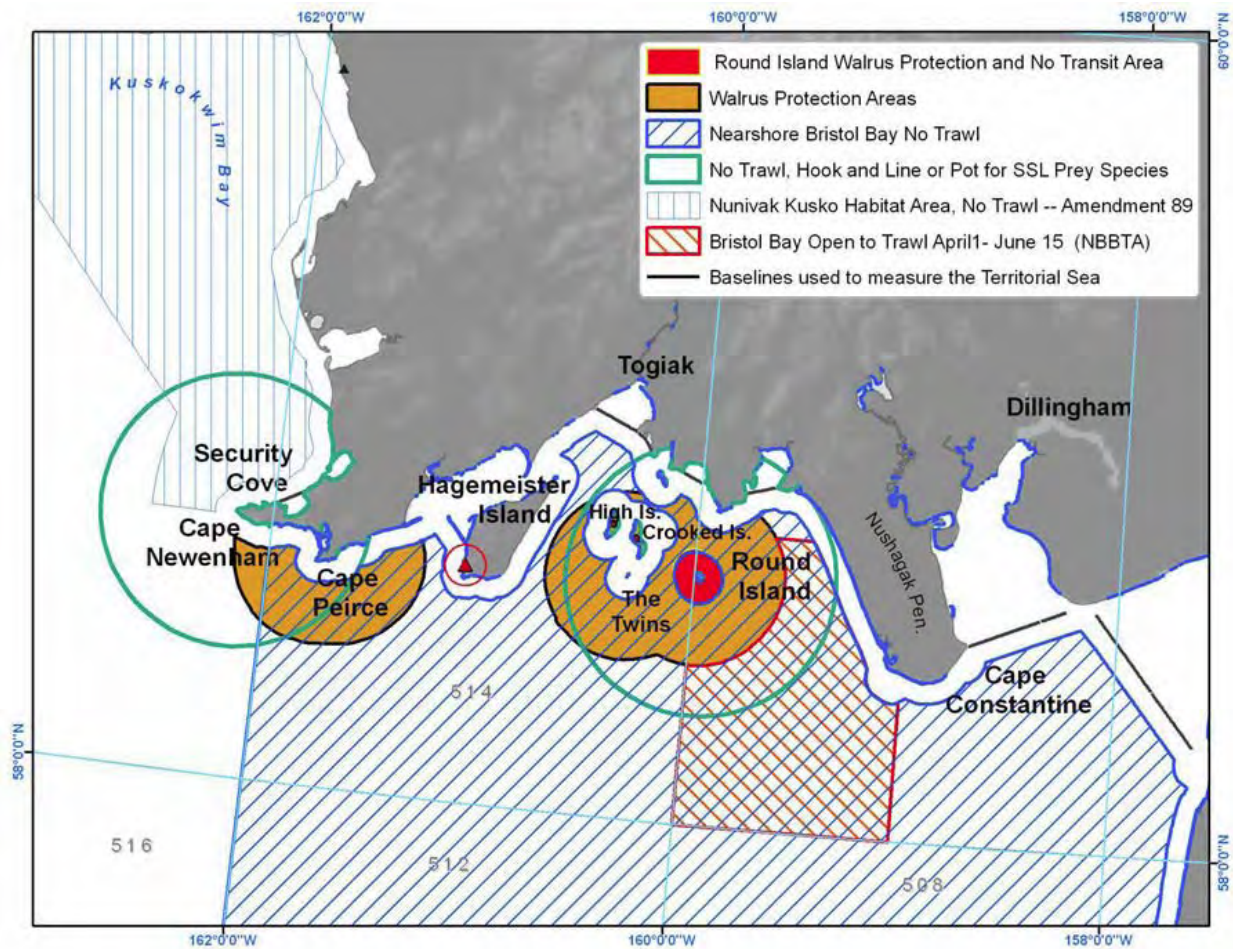 162°0'0"W
160°0'0"W
158°0'0"W
60°0'0"N
Kuskokwim Bay
Round Island Walrus Protection and No Transit Area
Walrus Protection Areas
Nearshore Bristol Bay No Trawl
No Trawl, Hook and Line or Pot for SSL Prey Species
Nunivak Kusko Habitat Area, No Trawl -- Amendment 89
Bristol Bay Open to Trawl April1- June 15 (NBBTA)
Baselines used to measure the Territorial Sea
Togiak
Dillingham
Security
Cove
Hagemeister
Island
High Is.
Crooked Is.
Cape
Newenham
Cape
Peirce
Round
Island
The
Twins
Nushagak Pen.
Cape
Constantine
514
58°0'0"N
516
512
508
58°0'0"N
162°0'0"W
160°0'0"W
158°0'0"W